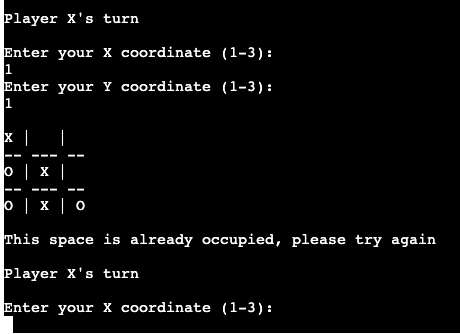 Player X's turn
Enter your X coordinate (1-3):
1
Enter your Y coordinate (1-3):
1
X |   |
-- --- --
O | X |
-- --- --
O | X | O
This space is already occupied, please try again
Player X's turn
Enter your X coordinate (1-3):